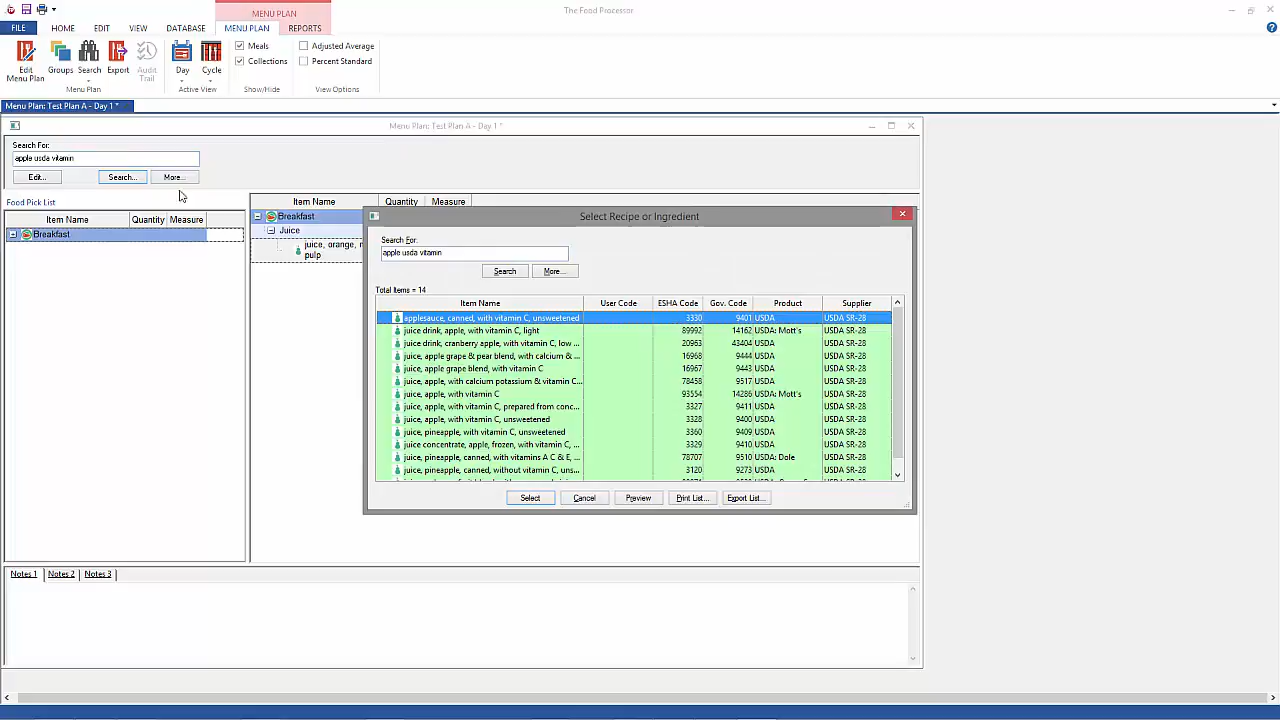 MENU PLAN
The Food Processor
FILE HOME EDIT VIEW DATABASE MENU PLAN REPORTS
Edit Menu Plan Groups Search Export Audit Trail Day Cycle
Meals Adjusted Average
Collections Percent Standard
Menu Plan Active View Show/Hide View Options
Menu Plan: Test Plan A - Day 1 *
Menu Plan: Test Plan A - Day 1 *
Search For:
apple usda vitamin
Edit... Search... More...
Food Pick List
Item Name Quantity Measure
Breakfast
Item Name Quantity Measure
Breakfast
Juice
juice, orange,
pulp
Select Recipe or Ingredient
Search For:
apple usda vitamin
Search More...
Total Items = 14
Item Name User Code ESHA Code Gov. Code Product Supplier
applesauce, canned, with vitamin C, unsweetened 3330 9401 USDA USDA SR-28
juice drink, apple, with vitamin C, light 89992 14162 USDA: Mott's USDA SR-28
juice drink, cranberry apple, with vitamin C, low ... 20963 43404 USDA USDA SR-28
juice, apple grape & pear blend, with calcium & ... 16968 9444 USDA USDA SR-28
juice, apple grape blend, with vitamin C 16967 9443 USDA USDA SR-28
juice, apple, with calcium potassium & vitamin C... 78458 9517 USDA USDA SR-28
juice, apple, with vitamin C 93554 14286 USDA: Mott's USDA SR-28
juice, apple, with vitamin C, prepared from conc... 3327 9411 USDA USDA SR-28
juice, apple, with vitamin C, unsweetened 3328 9400 USDA USDA SR-28
juice, pineapple, with vitamin C, unsweetened 3360 9409 USDA USDA SR-28
juice concentrate, apple, frozen, with vitamin C, ... 3329 9410 USDA USDA SR-28
juice, pineapple, canned, with vitamins A C & E, ... 78707 9510 USDA: Dole USDA SR-28
juice, pineapple, canned, without vitamin C, uns... 3120 9273 USDA USDA SR-28
Select Cancel Preview Print List... Export List...
Notes 1 Notes 2 Notes 3